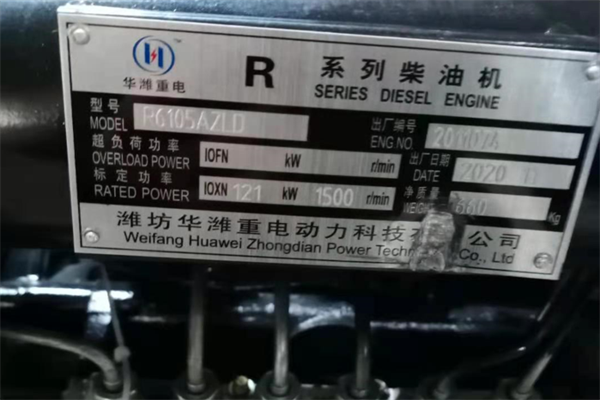 华潍重电
R 系列柴油机
SERIES DIESEL ENGINE
型号
MODEL R6105AZLD
出厂编号
ENG NO. 2011074
超负荷功率
OVERLOAD POWER IOFN kW r/min
出厂日期
DATE 2020
标定功率
RATED POWER IOXN 121 kW 1500 r/min
净质量
660 Kg
潍坊华潍重电动力科技 公司
Weifang Huawei Zhongdian Power Co., Ltd